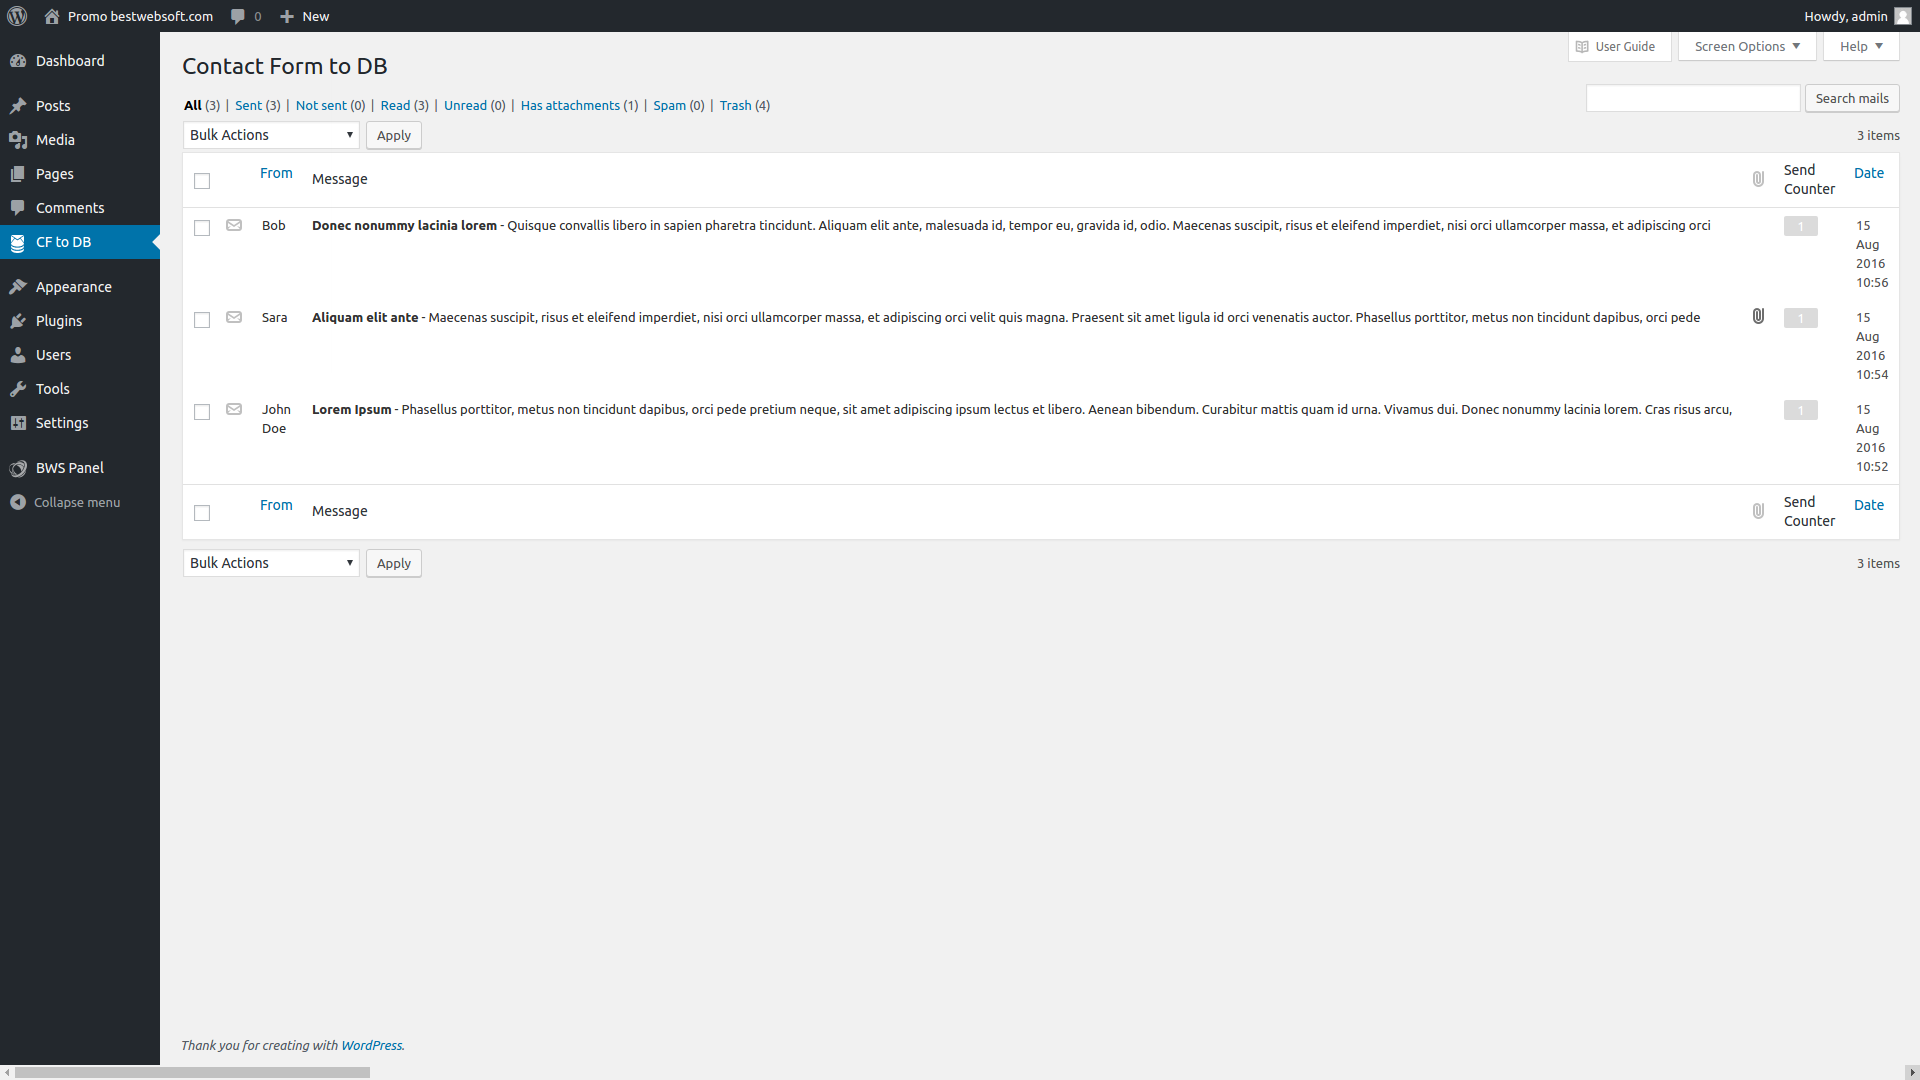 Promo bestwebsoft.com 0 New Howdy, admin
Dashboard
Posts
Media
Pages
Comments
CF to DB
Appearance
Plugins
Users
Tools
Settings
BWS Panel
Collapse menu
User Guide Screen Options Help
Contact Form to DB
All (3) | Sent (3) | Not sent (0) | Read (3) | Unread (0) | Has attachments (1) | Spam (0) | Trash (4)
Search mails
Bulk Actions Apply 3 items
From Message Send Counter Date
Bob Donec nonummy lacinia lorem - Quisque convallis libero in sapien pharetra tincidunt. Aliquam elit ante, malesuada id, tempor eu, gravida id, odio. Maecenas suscipit, risus et eleifend imperdiet, nisi orci ullamcorper massa, et adipiscing orci 1 15
Aug
2016
10:56
Sara Aliquam elit ante - Maecenas suscipit, risus et eleifend imperdiet, nisi orci ullamcorper massa, et adipiscing orci velit quis magna. Praesent sit amet ligula id orci venenatis auctor. Phasellus porttitor, metus non tincidunt dapibus, orci pede 1 15
Aug
2016
10:54
John Lorem Ipsum - Phasellus porttitor, metus non tincidunt dapibus, orci pede pretium neque, sit amet adipiscing ipsum lectus et libero. Aenean bibendum. Curabitur mattis quam id urna. Vivamus dui. Donec nonummy lacinia lorem. Cras risus arcu, 1 15
Doe Aug
2016
10:52
From Message Send Counter Date
Bulk Actions Apply 3 items
Thank you for creating with WordPress.